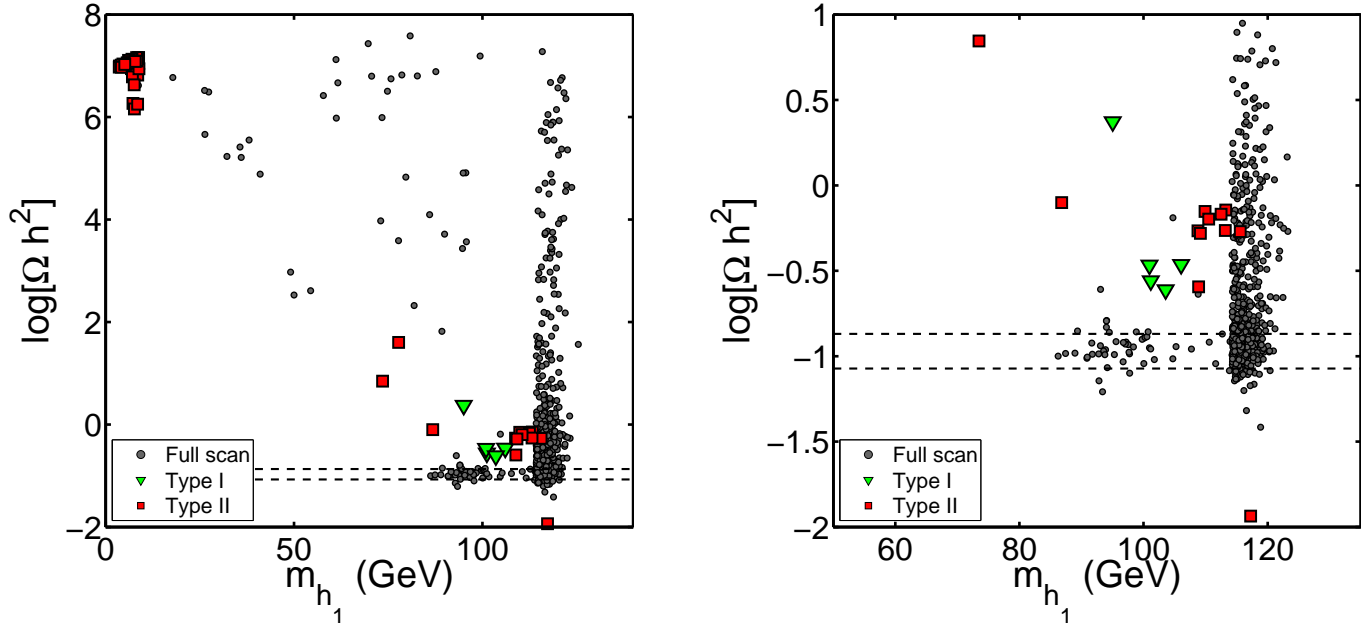 8
6
4
2
0
−2
log[Ω h²]
0 50 100
m_h₁ (GeV)
Full scan
Type I
Type II
1
0.5
0
−0.5
−1
−1.5
−2
log[Ω h²]
60 80 100 120
m_h₁ (GeV)
Full scan
Type I
Type II